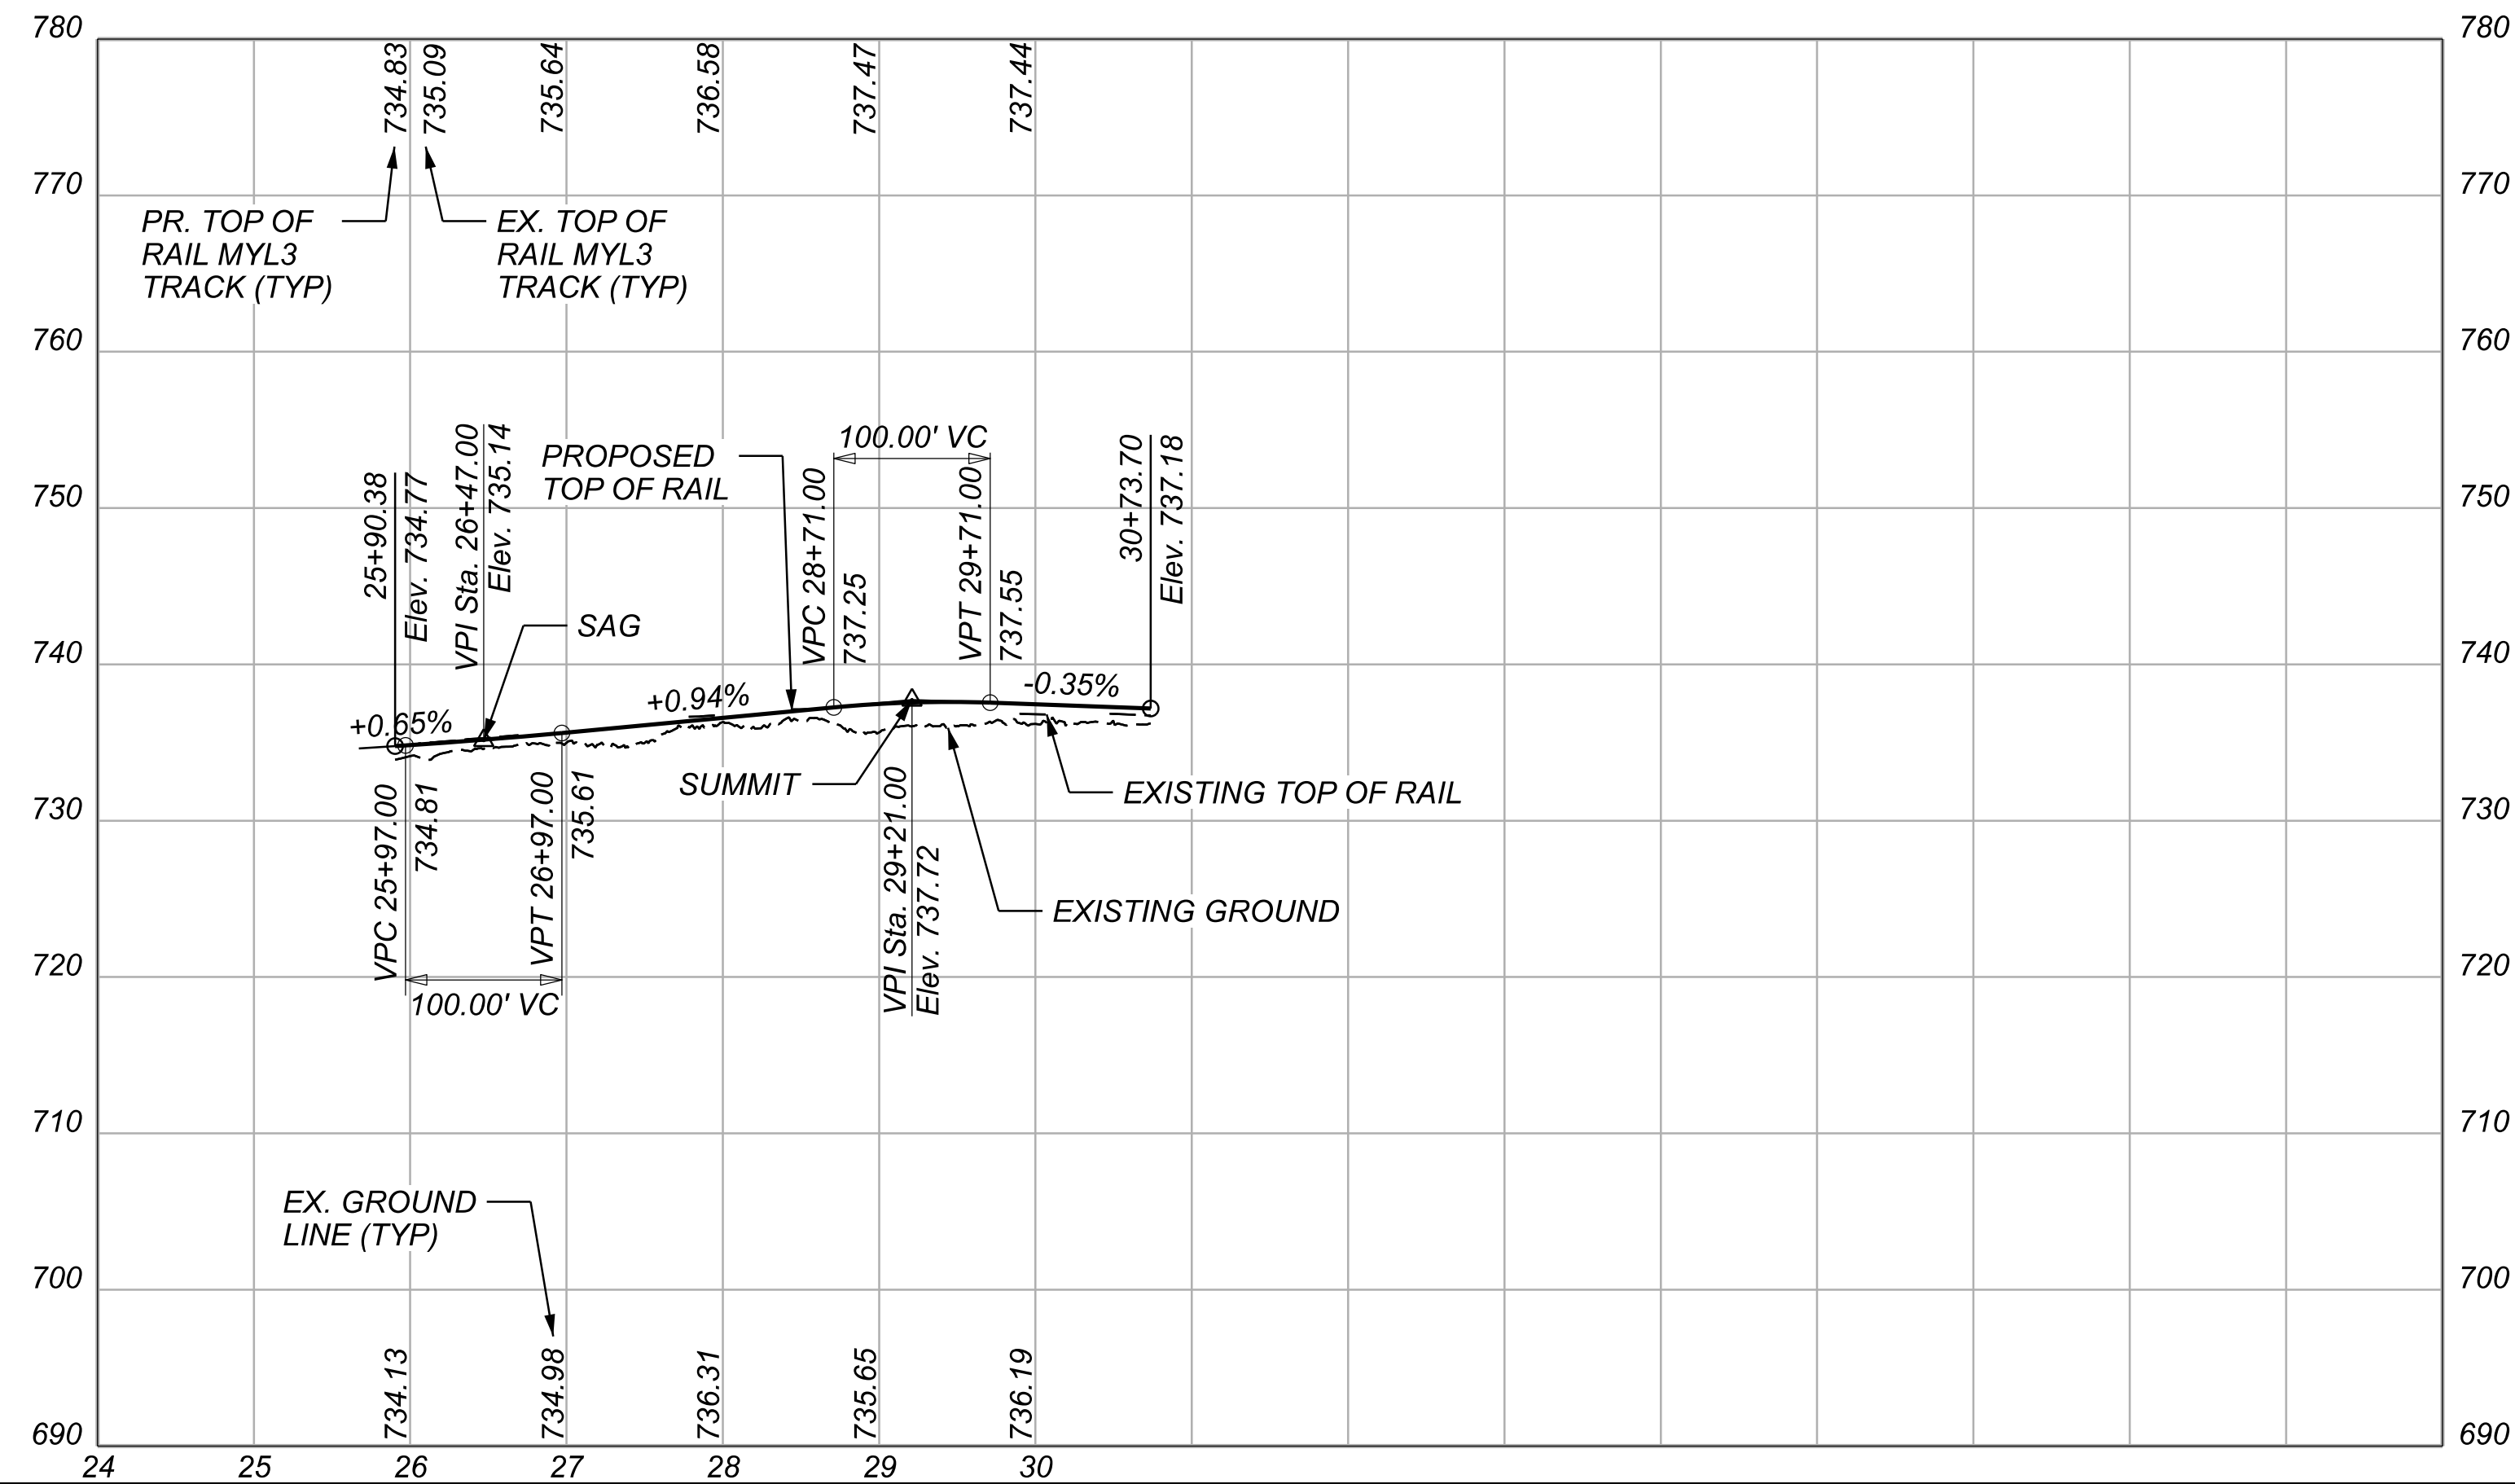 780
780
734.83
735.09
735.64
736.58
737.47
737.44
770
770
PR. TOP OF
RAIL MYL3
TRACK (TYP)
EX. TOP OF
RAIL MYL3
TRACK (TYP)
760
760
750
750
25+90.38
Elev. 734.77
VPI Sta. 26+47.00
Elev. 735.14
PROPOSED
TOP OF RAIL
100.00' VC
VPC 28+71.00
737.25
VPT 29+71.00
737.55
30+73.70
Elev. 737.18
SAG
740
740
+0.65%
+0.94%
-0.35%
SUMMIT
EXISTING TOP OF RAIL
730
730
VPC 25+97.00
734.81
VPT 26+97.00
735.61
VPI Sta. 29+21.00
Elev. 737.72
EXISTING GROUND
720
720
100.00' VC
710
710
EX. GROUND
LINE (TYP)
700
700
734.13
734.98
736.31
735.65
736.19
690
690
24
25
26
27
28
29
30